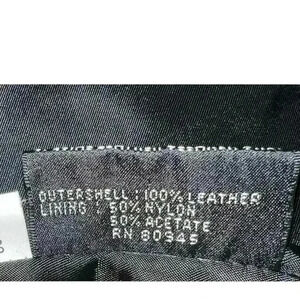 OUTERSHELL : 100% LEATHER
LINING : 50% NYLON
50% ACETATE
RN 80345